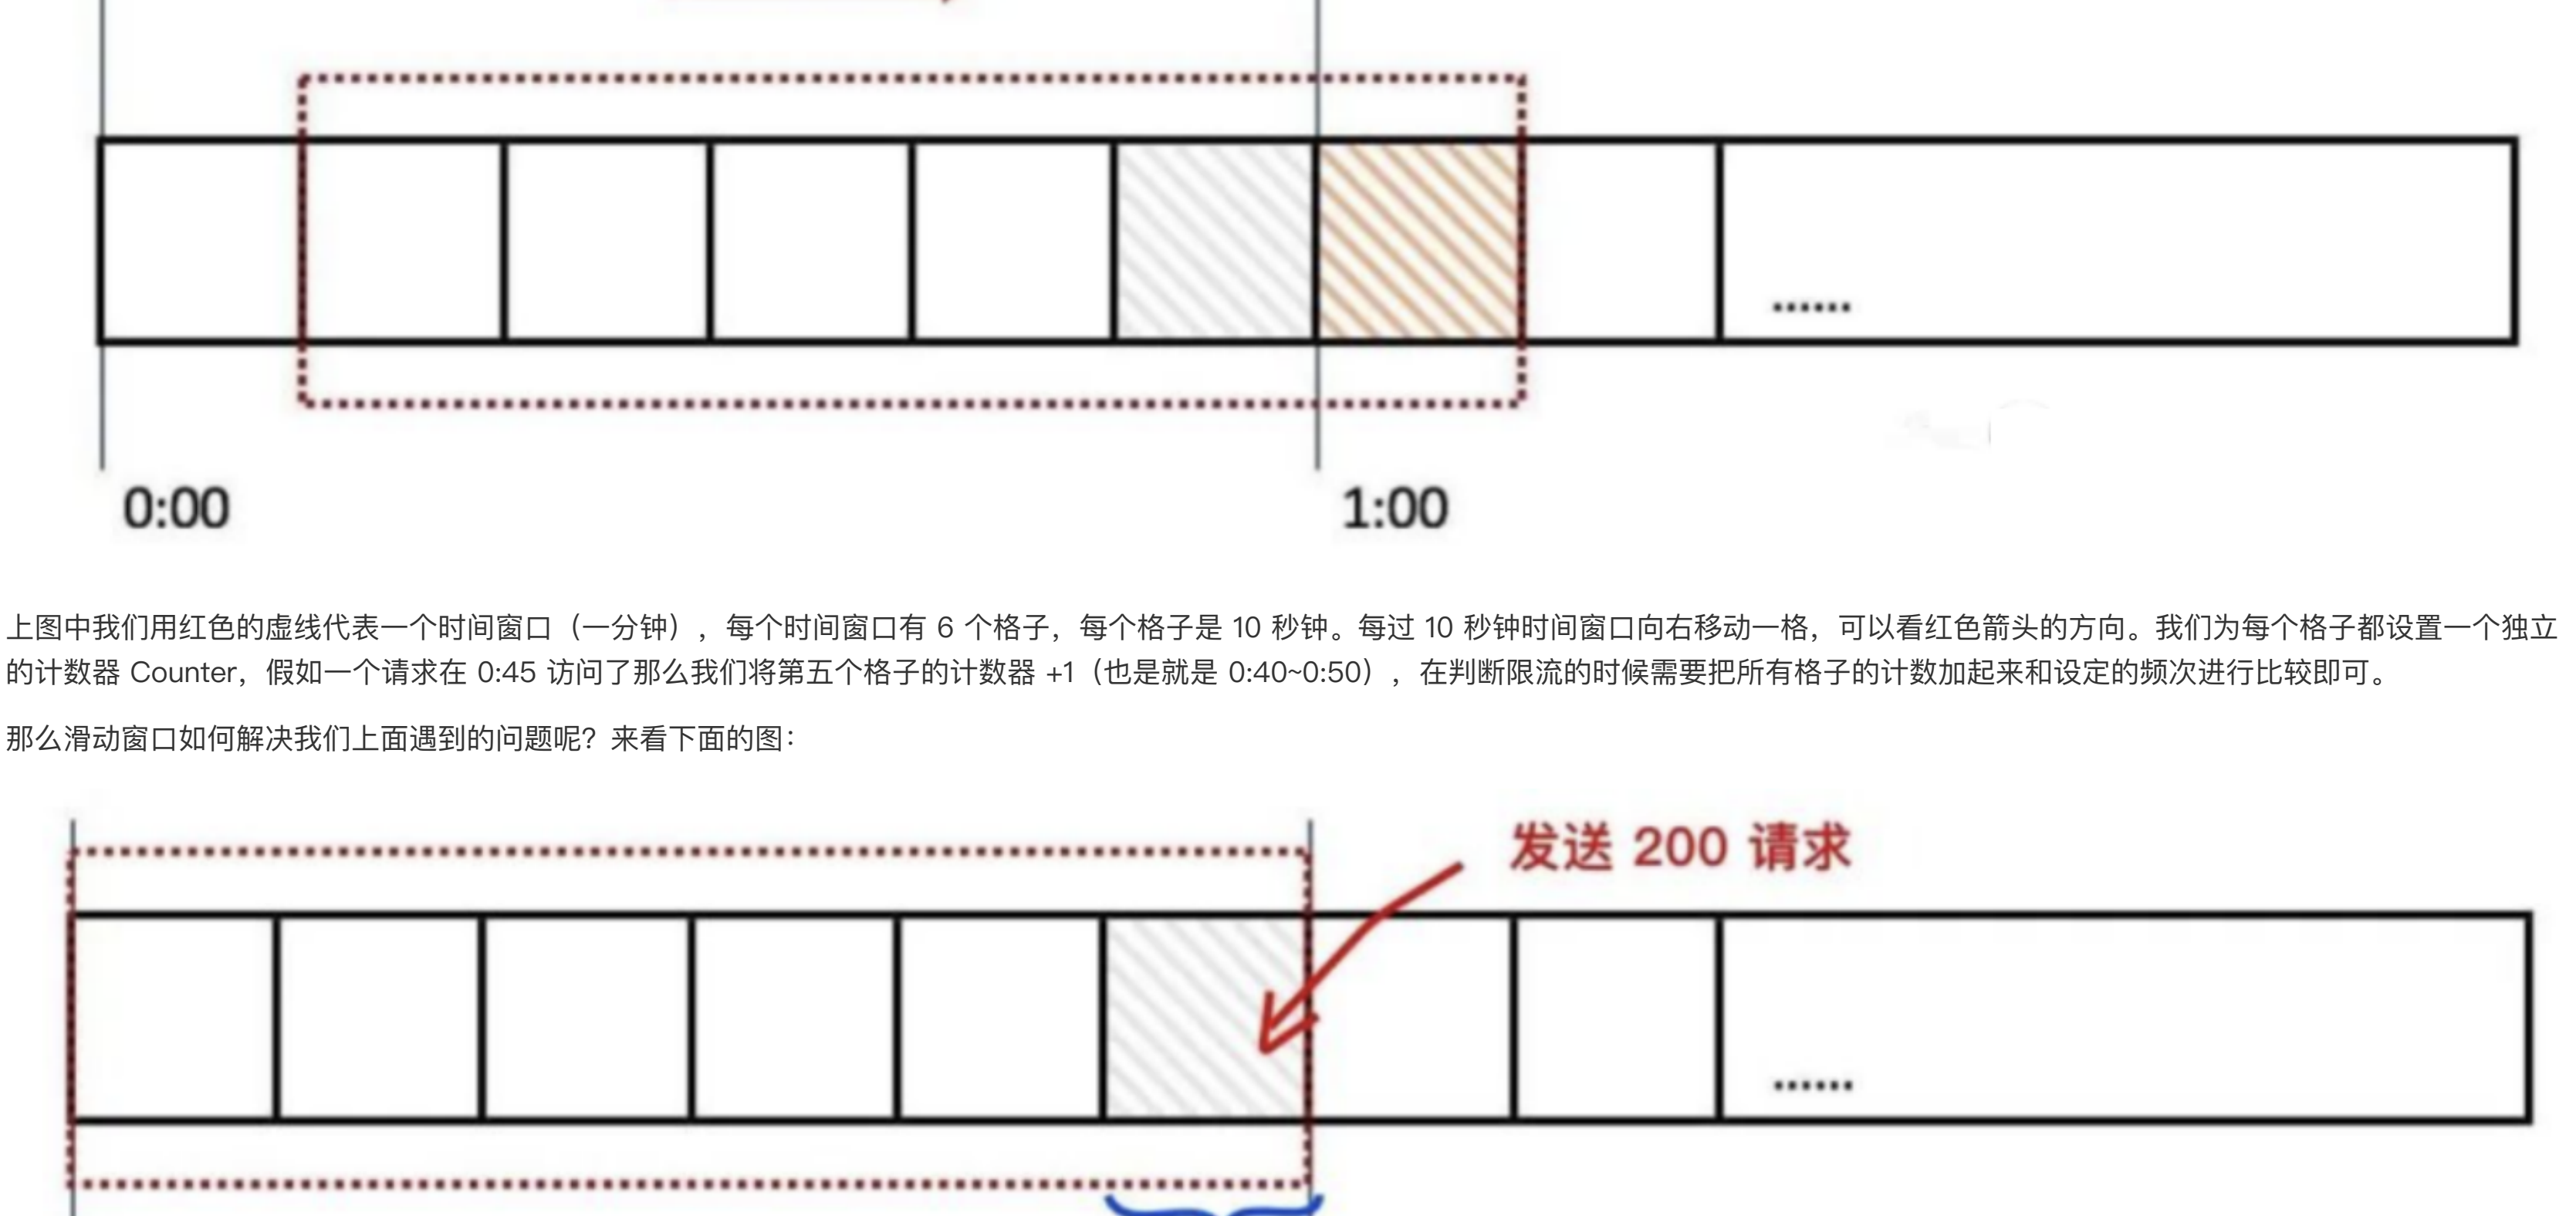 ......
0:00
1:00
上图中我们用红色的虚线代表一个时间窗口（一分钟），每个时间窗口有 6 个格子，每个格子是 10 秒钟。每过 10 秒钟时间窗口向右移动一格，可以看红色箭头的方向。我们为每个格子都设置一个独立
的计数器 Counter，假如一个请求在 0:45 访问了那么我们将第五个格子的计数器 +1（也是就是 0:40~0:50），在判断限流的时候需要把所有格子的计数加起来和设定的频次进行比较即可。
那么滑动窗口如何解决我们上面遇到的问题呢？来看下面的图：
发送 200 请求
......